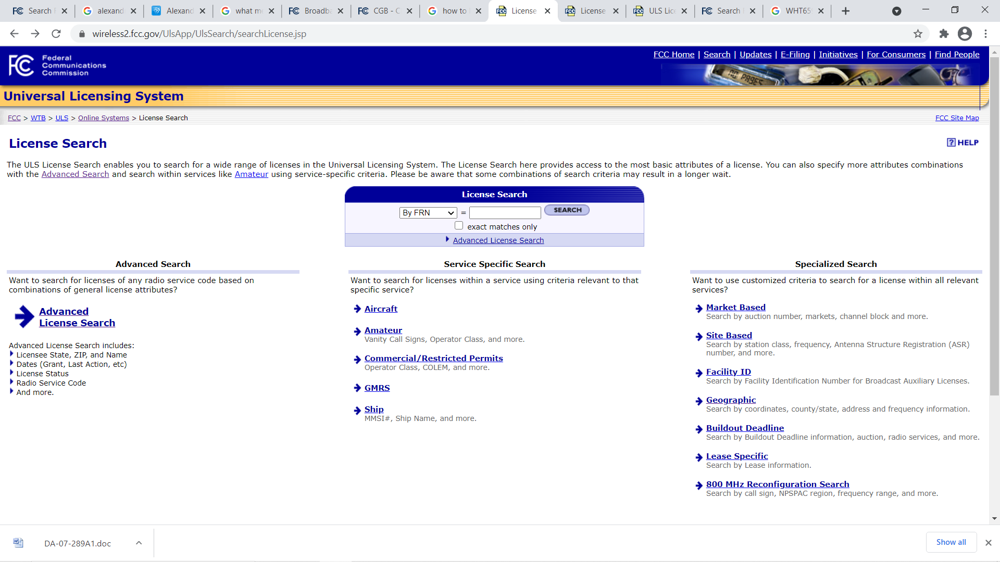 Search F
alexand
Alexand
what me
Broadba
CGB - C
how to
License
License
ULS Lice
Search
WHT65
wireless2.fcc.gov/UlsApp/UlsSearch/searchLicense.jsp
FCC Federal Communications Commission
FCC Home | Search | Updates | E-Filing | Initiatives | For Consumers | Find People
NO PAGES
Universal Licensing System
FCC > WTB > ULS > Online Systems > License Search
FCC Site Map
License Search
? HELP
The ULS License Search enables you to search for a wide range of licenses in the Universal Licensing System. The License Search here provides access to the most basic attributes of a license. You can also specify more attributes combinations
with the Advanced Search and search within services like Amateur using service-specific criteria. Please be aware that some combinations of search criteria may result in a longer wait.
License Search
By FRN = SEARCH
exact matches only
Advanced License Search
Advanced Search
Want to search for licenses of any radio service code based on
combinations of general license attributes?
Advanced
License Search
Advanced License Search includes:
Licensee State, ZIP, and Name
Dates (Grant, Last Action, etc)
License Status
Radio Service Code
And more.
Service Specific Search
Want to search for licenses within a service using criteria relevant to that
specific service?
Aircraft
Amateur
Vanity Call Signs, Operator Class, and more.
Commercial/Restricted Permits
Operator Class, COLEM, and more.
GMRS
Ship
MMSI#, Ship Name, and more.
Specialized Search
Want to use customized criteria to search for a license within all relevant
services?
Market Based
Search by auction number, markets, channel block and more.
Site Based
Search by station class, frequency, Antenna Structure Registration (ASR)
number, and more.
Facility ID
Search by Facility Identification Number for Broadcast Auxiliary Licenses.
Geographic
Search by coordinates, county/state, address and frequency information.
Buildout Deadline
Search by Buildout Deadline information, auction, radio services, and more.
Lease Specific
Search by Lease information.
800 MHz Reconfiguration Search
Search by call sign, NPSPAC region, frequency range, and more.
DA-07-289A1.doc
Show all